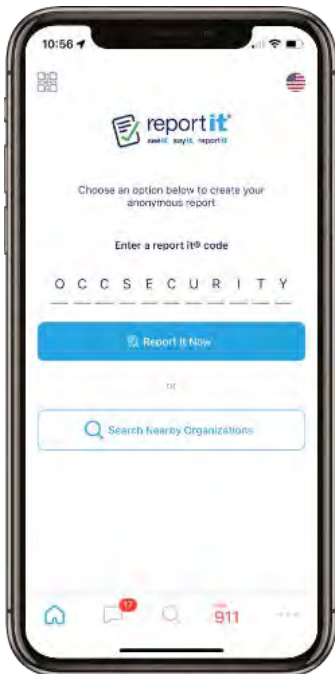 10:56
report it®
see it. say it. report it
Choose an option below to create your
anonymous report
Enter a report it® code
O C C S E C U R I T Y
Report It Now
or
Search Nearby Organizations
17
911